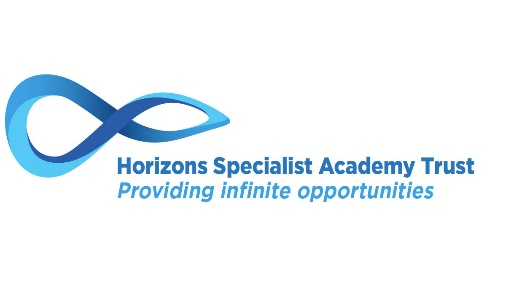 Horizons Specialist Academy Trust
Providing infinite opportunities